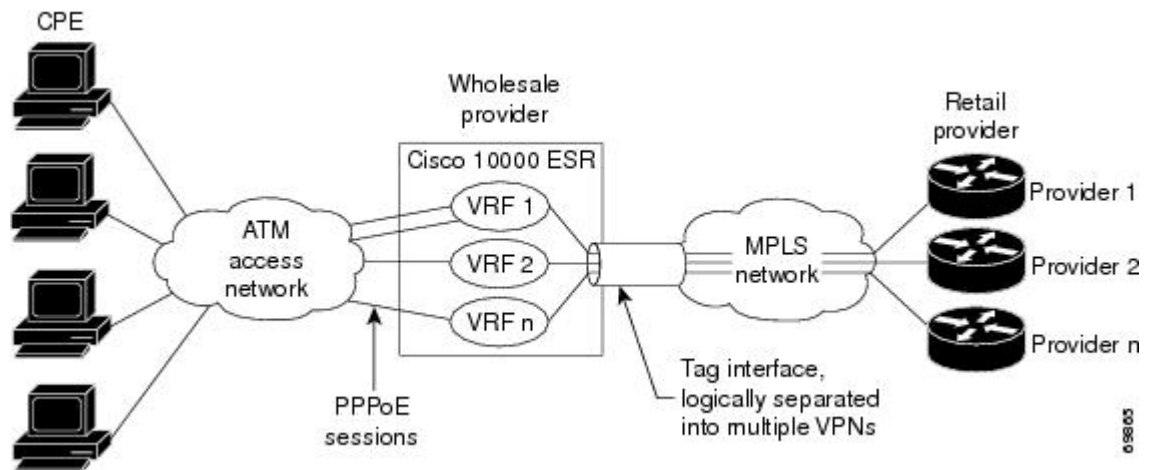 CPE
Wholesale
provider
Cisco 10000 ESR
VRF 1
VRF 2
VRF n
ATM
access
network
PPPoE
sessions
MPLS
network
Tag interface,
logically separated
into multiple VPNs
Retail
provider
Provider 1
Provider 2
Provider n
69865